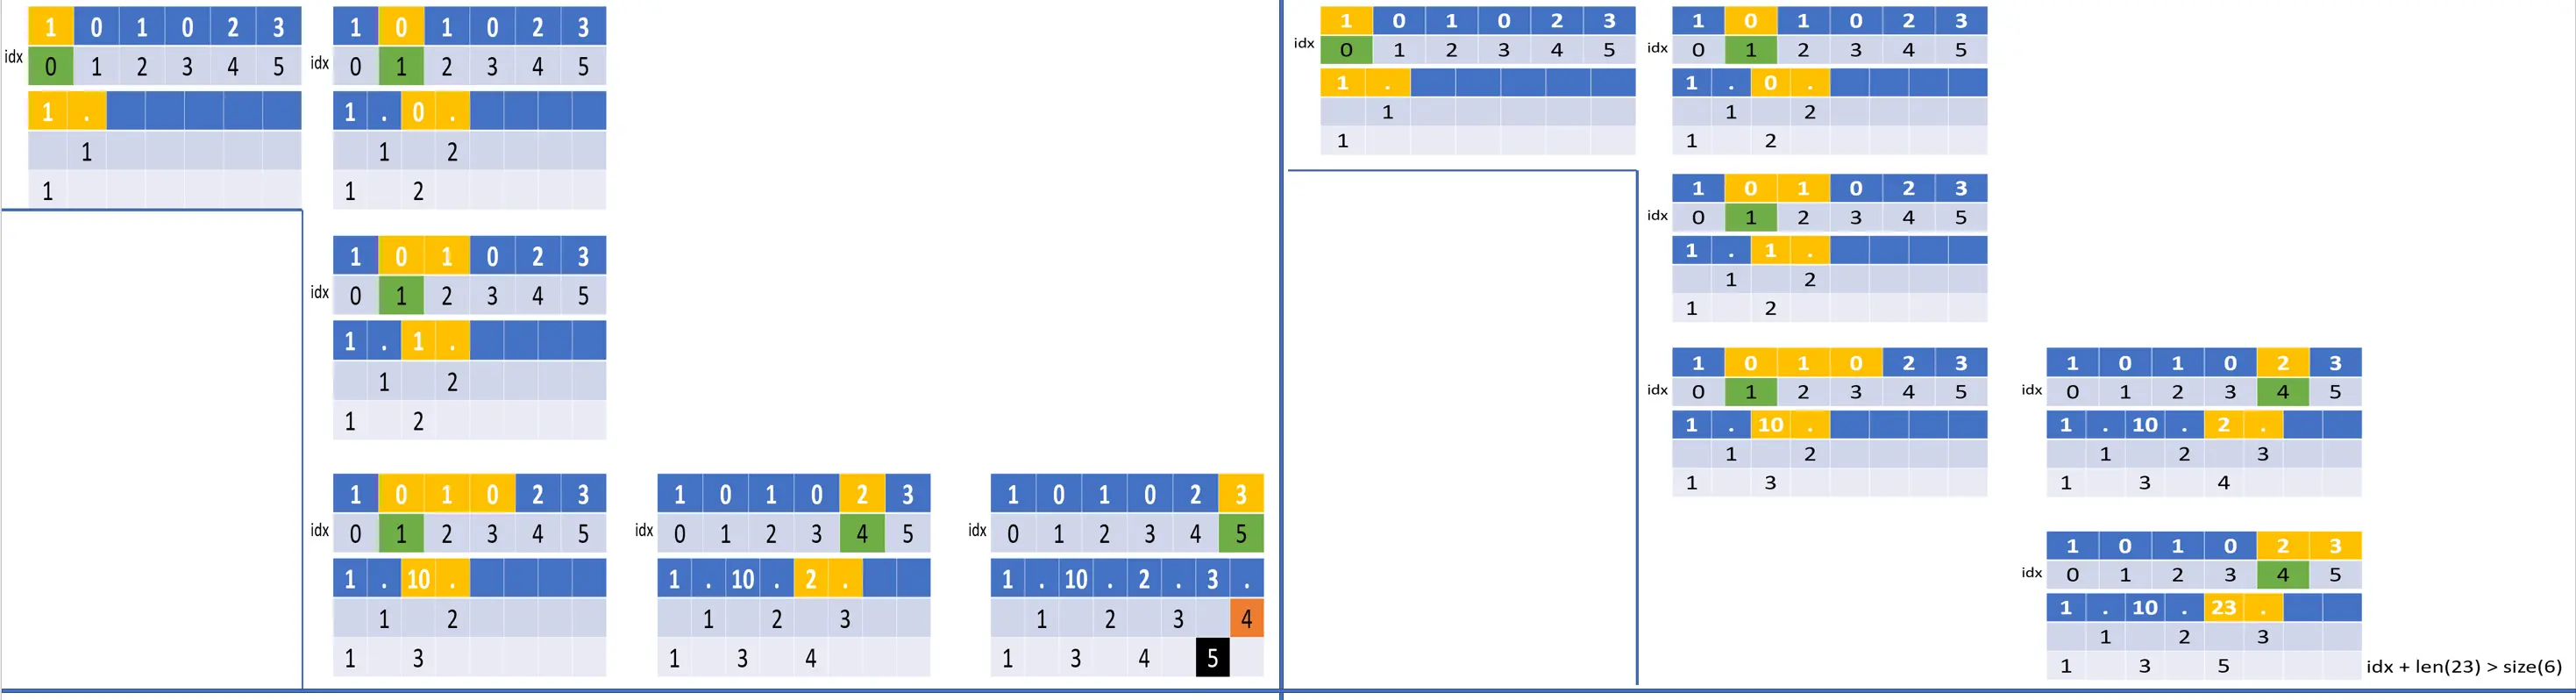 1 0 1 0 2 3
idx 0 1 2 3 4 5
1 .
1
1
1 0 1 0 2 3
idx 0 1 2 3 4 5
1 . 0 .
1 2
1 2
1 0 1 0 2 3
idx 0 1 2 3 4 5
1 . 1 .
1 2
1 2
1 0 1 0 2 3
idx 0 1 2 3 4 5
1 . 10 .
1 2
1 3
1 0 1 0 2 3
idx 0 1 2 3 4 5
1 . 10 . 2 .
1 2 3
1 3 4
1 0 1 0 2 3
idx 0 1 2 3 4 5
1 . 10 . 2 . 3 .
1 2 3 4
1 3 4 5
1 0 1 0 2 3
idx 0 1 2 3 4 5
1 .
1
1
1 0 1 0 2 3
idx 0 1 2 3 4 5
1 . 0 .
1 2
1 2
1 0 1 0 2 3
idx 0 1 2 3 4 5
1 . 1 .
1 2
1 2
1 0 1 0 2 3
idx 0 1 2 3 4 5
1 . 10 .
1 2
1 3
1 0 1 0 2 3
idx 0 1 2 3 4 5
1 . 10 . 2 .
1 2 3
1 3 4
1 0 1 0 2 3
idx 0 1 2 3 4 5
1 . 10 . 23 .
1 2 3
1 3 5 idx + len(23) > size(6)